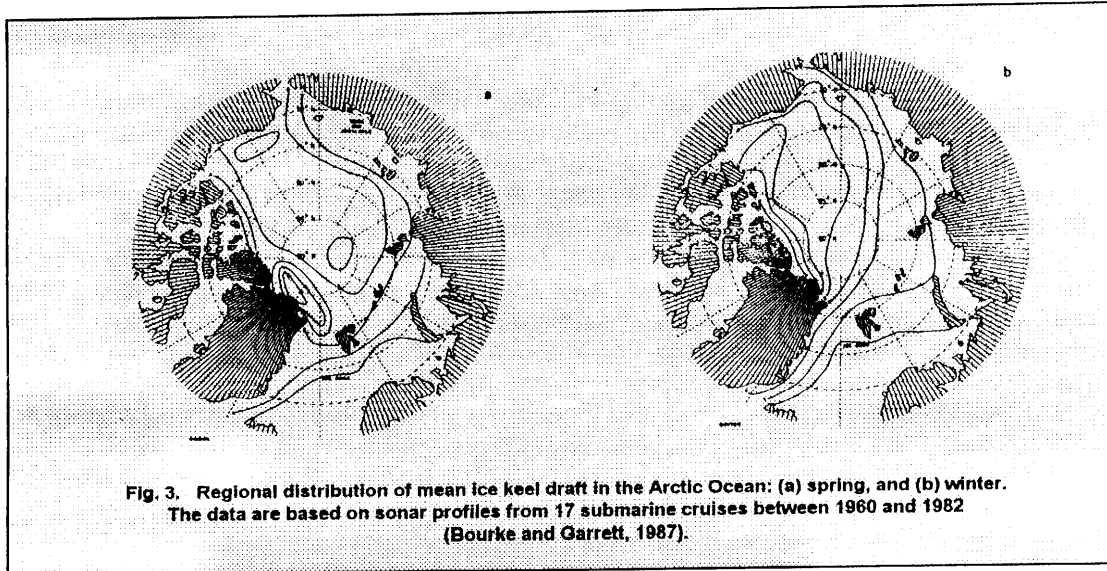 a
b
Fig. 3. Regional distribution of mean ice keel draft in the Arctic Ocean: (a) spring, and (b) winter.
The data are based on sonar profiles from 17 submarine cruises between 1960 and 1982
(Bourke and Garrett, 1987).